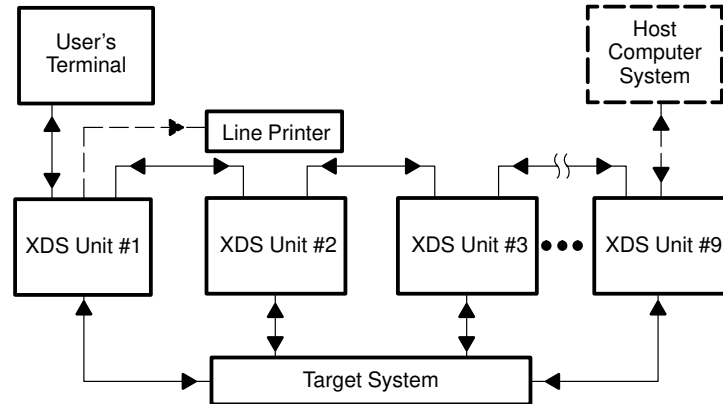 User's
Terminal
Host
Computer
System
Line Printer
XDS Unit #1
XDS Unit #2
XDS Unit #3
XDS Unit #9
Target System